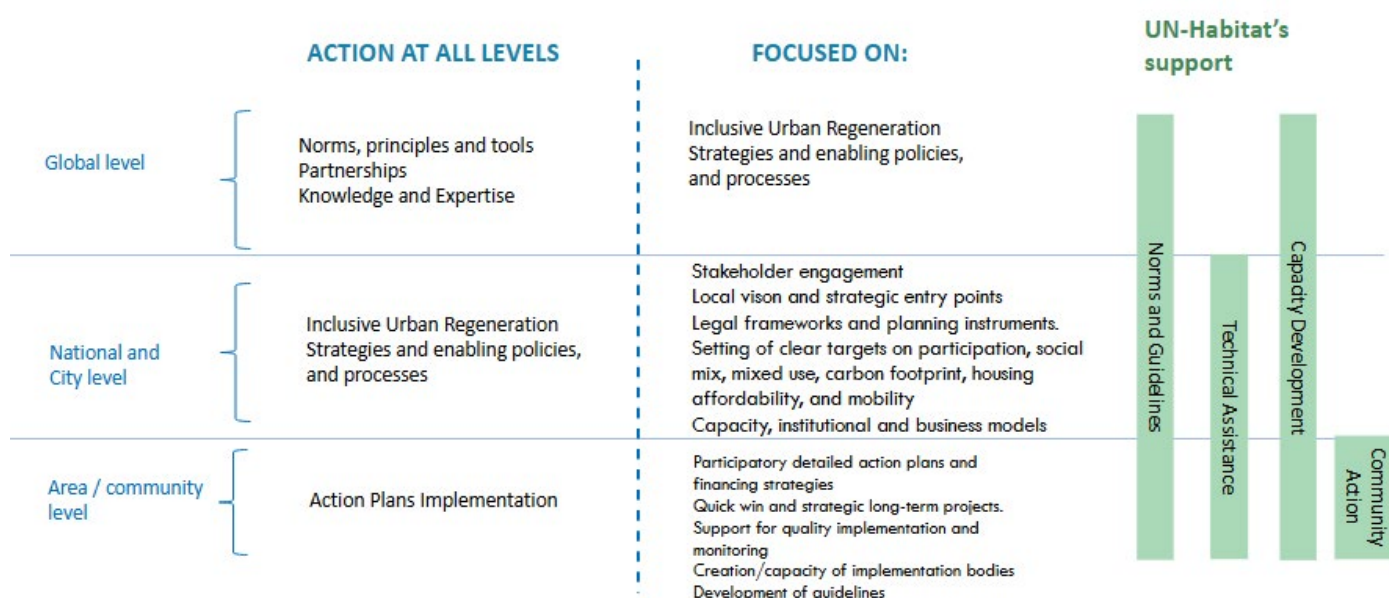 ACTION AT ALL LEVELS
FOCUSED ON:
UN-Habitat's
support
Global level
Norms, principles and tools
Partnerships
Knowledge and Expertise
Inclusive Urban Regeneration
Strategies and enabling policies,
and processes
National and
City level
Inclusive Urban Regeneration
Strategies and enabling policies,
and processes
Stakeholder engagement
Local vison and strategic entry points
Legal frameworks and planning instruments.
Setting of clear targets on participation, social
mix, mixed use, carbon footprint, housing
affordability, and mobility
Capacity, institutional and business models
Area / community
level
Action Plans Implementation
Participatory detailed action plans and
financing strategies
Quick win and strategic long-term projects.
Support for quality implementation and
monitoring
Creation/capacity of implementation bodies
Development of guidelines
Norms and Guidelines
Technical Assistance
Capacity Development
Community
Action